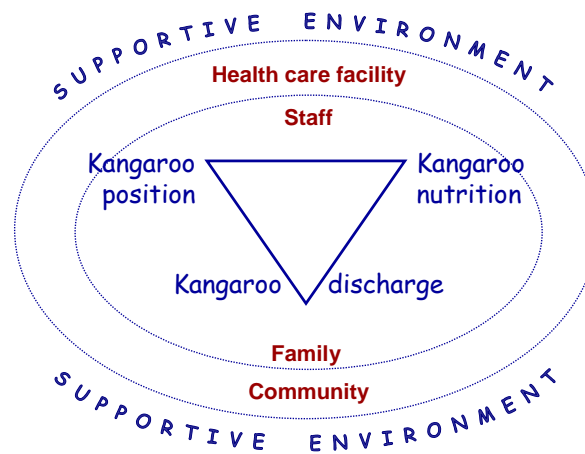 SUPPORTIVE ENVIRONMENT
Health care facility
Staff
Kangaroo
position
Kangaroo
nutrition
Kangaroo discharge
Family
Community
SUPPORTIVE ENVIRONMENT